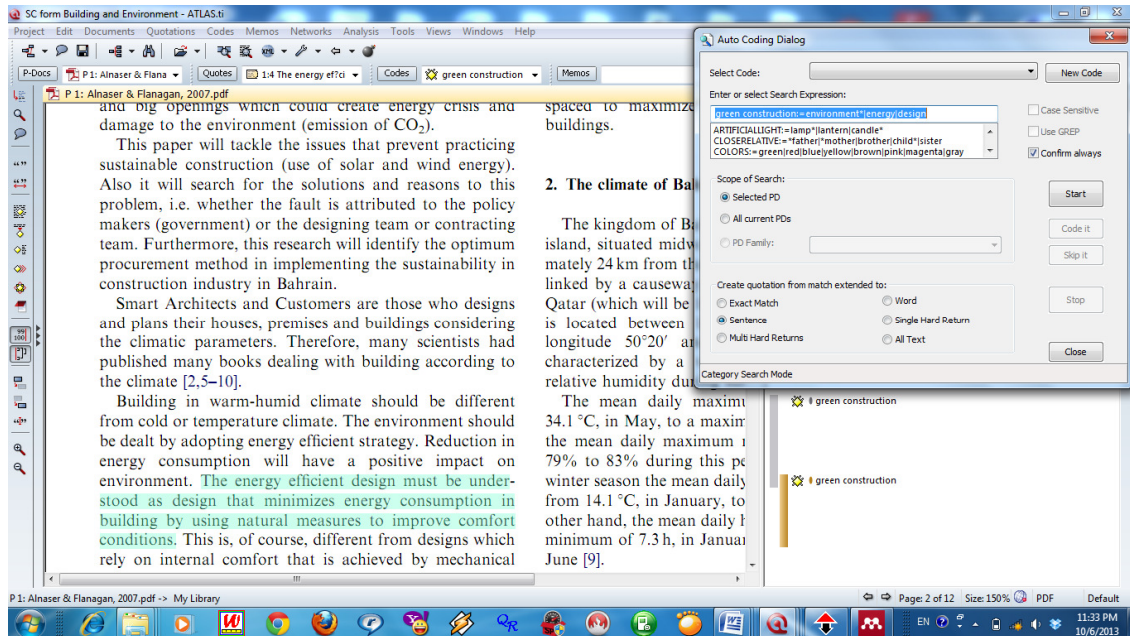 SC form Building and Environment - ATLAS.ti
Project Edit Documents Quotations Codes Memos Networks Analysis Tools Views Windows Help
P-Docs P 1: Alnaser & Flana Quotes 1:4 The energy ef?ci Codes green construction Memos
P 1: Alnaser & Flanagan, 2007.pdf
and big openings which could create energy crisis and
damage to the environment (emission of CO2).
This paper will tackle the issues that prevent practicing
sustainable construction (use of solar and wind energy).
Also it will search for the solutions and reasons to this
problem, i.e. whether the fault is attributed to the policy
makers (government) or the designing team or contracting
team. Furthermore, this research will identify the optimum
procurement method in implementing the sustainability in
construction industry in Bahrain.
Smart Architects and Customers are those who designs
and plans their houses, premises and buildings considering
the climatic parameters. Therefore, many scientists had
published many books dealing with building according to
the climate [2,5–10].
Building in warm-humid climate should be different
from cold or temperature climate. The environment should
be dealt by adopting energy efficient strategy. Reduction in
energy consumption will have a positive impact on
environment. The energy efficient design must be under-
stood as design that minimizes energy consumption in
building by using natural measures to improve comfort
conditions. This is, of course, different from designs which
rely on internal comfort that is achieved by mechanical
spaced to maximize
buildings.
2. The climate of Ba
The kingdom of Ba
island, situated midw
mately 24 km from th
linked by a causeway
Qatar (which will be
is located between
longitude 50°20′ an
characterized by a
relative humidity du
The mean daily maximu
34.1 °C, in May, to a maxim
the mean daily maximum
79% to 83% during this pe
winter season the mean daily
from 14.1 °C, in January, to
other hand, the mean daily h
minimum of 7.3 h, in Januar
June [9].
Auto Coding Dialog
Select Code:
New Code
Enter or select Search Expression:
green construction:=environment*|energy|design
ARTIFICIALLIGHT:=lamp*|lantern|candle*
CLOSERELATIVE:=*father|*mother|brother|child*|sister
COLORS:=green|red|blue|yellow|brown|pink|magenta|gray
Case Sensitive
Use GREP
Confirm always
Scope of Search:
Selected PD
All current PDs
PD Family:
Start
Code it
Skip it
Create quotation from match extended to:
Exact Match
Word
Sentence
Single Hard Return
Multi Hard Returns
All Text
Stop
Close
Category Search Mode
green construction
green construction
P 1: Alnaser & Flanagan, 2007.pdf -> My Library
Page: 2 of 12 Size: 150% PDF Default
EN
11:33 PM
10/6/2013